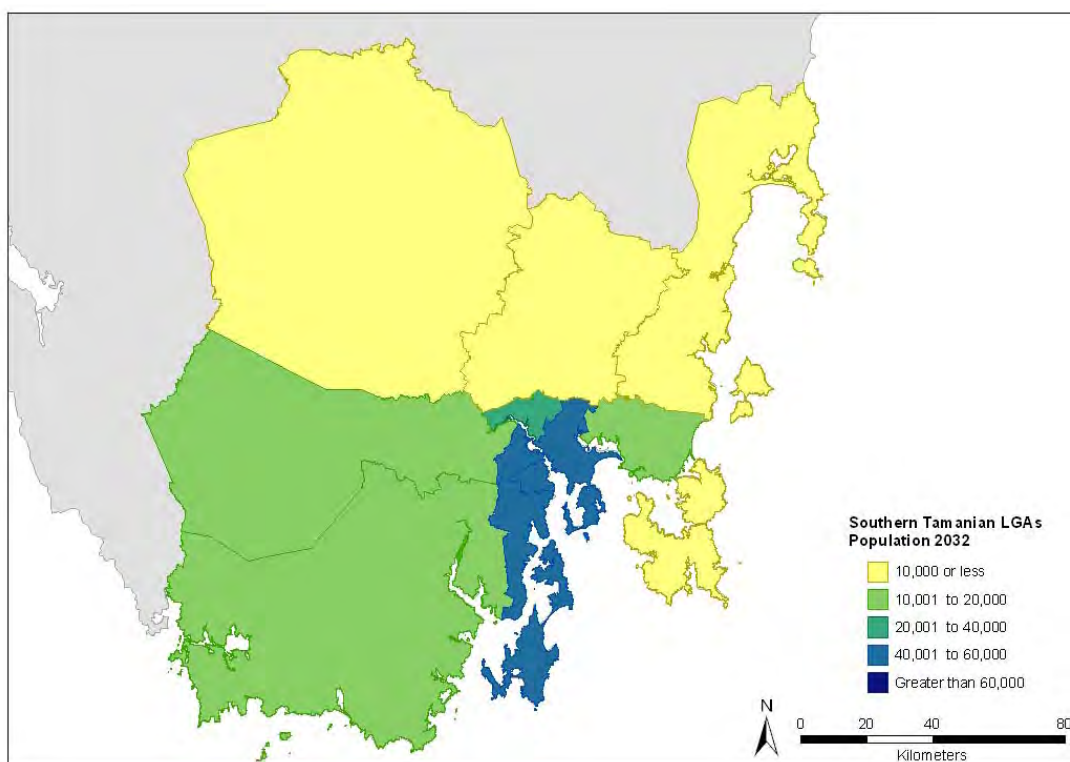 Southern Tamanian LGAs
Population 2032
10,000 or less
10,001 to 20,000
20,001 to 40,000
40,001 to 60,000
Greater than 60,000
N
0 20 40 80
Kilometers